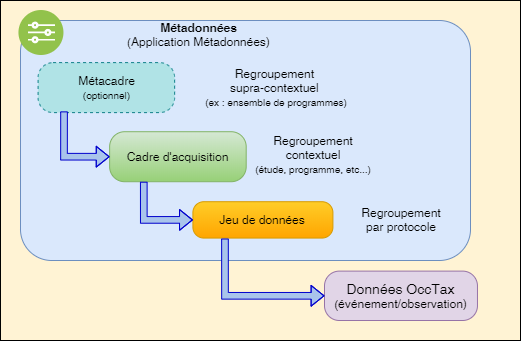 Métadonnées
(Application Métadonnées)
Métacadre
(optionnel)
Regroupement
supra-contextuel
(ex : ensemble de programmes)
Cadre d'acquisition
Regroupement
contextuel
(étude, programme, etc...)
Jeu de données
Regroupement
par protocole
Données OccTax
(événement/observation)